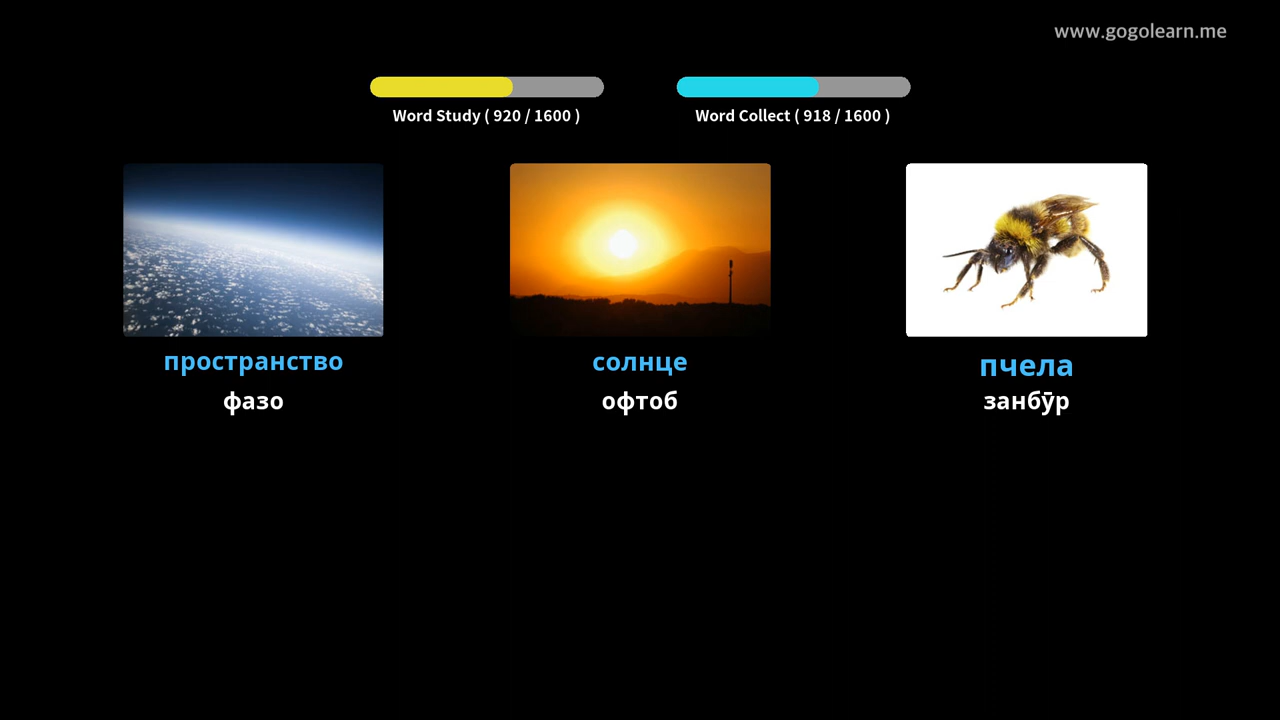 www.gogolearn.me
Word Study ( 920 / 1600 )
Word Collect ( 918 / 1600 )
пространство
солнце
пчела
фазо
офтоб
занбӯр